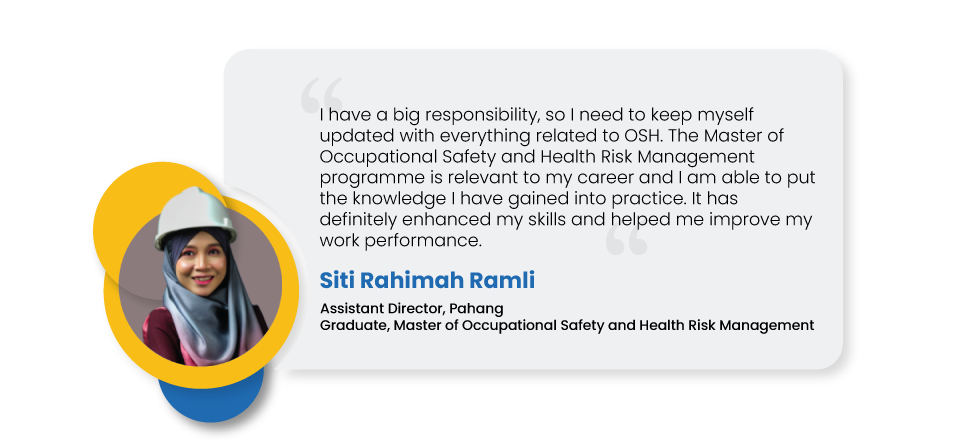 “
I have a big responsibility, so I need to keep myself
updated with everything related to OSH. The Master of
Occupational Safety and Health Risk Management
programme is relevant to my career and I am able to put
the knowledge I have gained into practice. It has
definitely enhanced my skills and helped me improve my
work performance.
“
Siti Rahimah Ramli
Assistant Director, Pahang
Graduate, Master of Occupational Safety and Health Risk Management